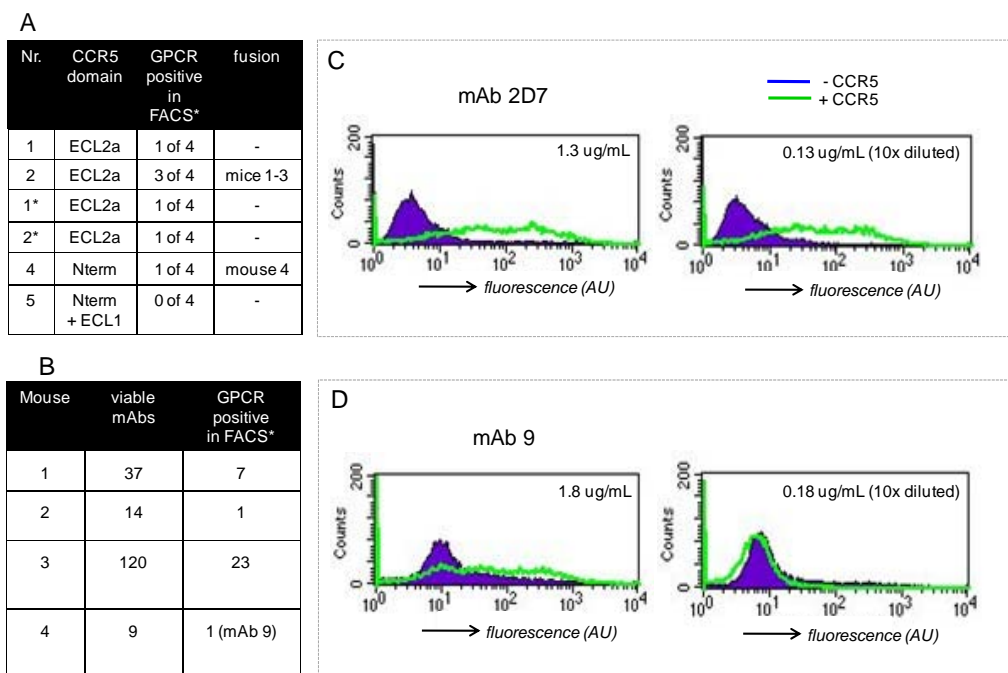 A
Nr. CCR5 domain GPCR positive in FACS* fusion
1 ECL2a 1 of 4 -
2 ECL2a 3 of 4 mice 1-3
1* ECL2a 1 of 4 -
2* ECL2a 1 of 4 -
4 Nterm 1 of 4 mouse 4
5 Nterm + ECL1 0 of 4 -
B
Mouse viable mAbs GPCR positive in FACS*
1 37 7
2 14 1
3 120 23
4 9 1 (mAb 9)
C
mAb 2D7
- CCR5
+ CCR5
1.3 ug/mL
200
Counts
0
10^0 10^1 10^2 10^3 10^4
fluorescence (AU)
0.13 ug/mL (10x diluted)
200
Counts
0
10^0 10^1 10^2 10^3 10^4
fluorescence (AU)
D
mAb 9
1.8 ug/mL
200
Counts
0
10^0 10^1 10^2 10^3 10^4
fluorescence (AU)
0.18 ug/mL (10x diluted)
200
Counts
0
10^0 10^1 10^2 10^3 10^4
fluorescence (AU)